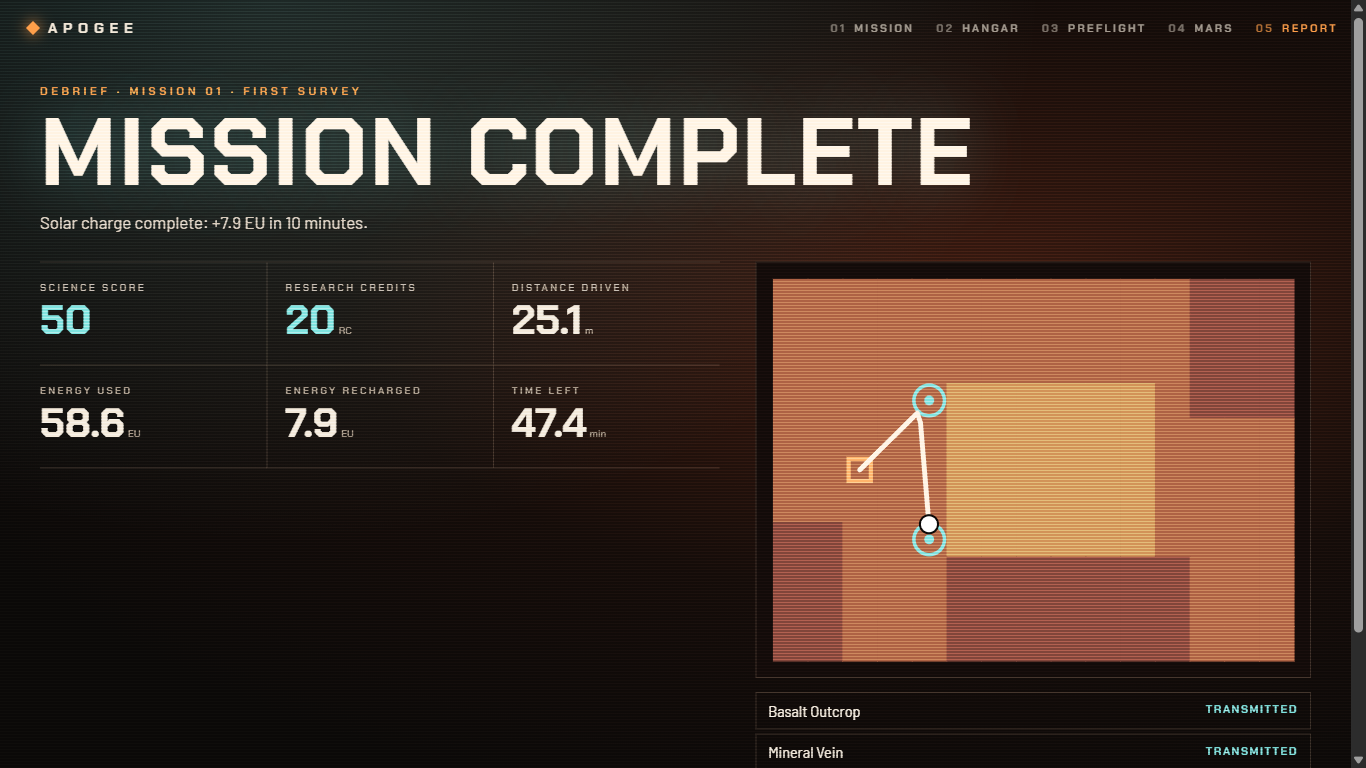 APOGEE
01 MISSION 02 HANGAR 03 PREFLIGHT 04 MARS 05 REPORT
DEBRIEF · MISSION 01 · FIRST SURVEY
MISSION COMPLETE
Solar charge complete: +7.9 EU in 10 minutes.
SCIENCE SCORE
50
RESEARCH CREDITS
20 RC
DISTANCE DRIVEN
25.1 m
ENERGY USED
58.6 EU
ENERGY RECHARGED
7.9 EU
TIME LEFT
47.4 min
Basalt Outcrop TRANSMITTED
Mineral Vein TRANSMITTED